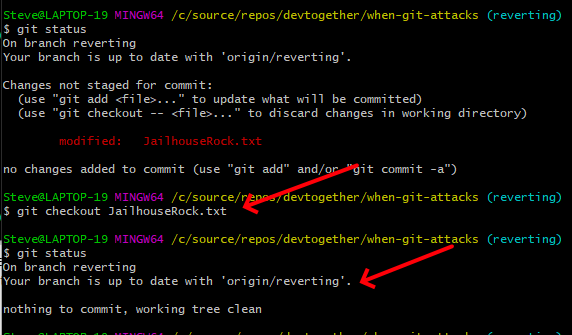 Steve@LAPTOP-19 MINGW64 /c/source/repos/devtogether/when-git-attacks (reverting)
$ git status
On branch reverting
Your branch is up to date with 'origin/reverting'.
Changes not staged for commit:
  (use "git add <file>..." to update what will be committed)
  (use "git checkout -- <file>..." to discard changes in working directory)
        modified:   JailhouseRock.txt
no changes added to commit (use "git add" and/or "git commit -a")
Steve@LAPTOP-19 MINGW64 /c/source/repos/devtogether/when-git-attacks (reverting)
$ git checkout JailhouseRock.txt
Steve@LAPTOP-19 MINGW64 /c/source/repos/devtogether/when-git-attacks (reverting)
$ git status
On branch reverting
Your branch is up to date with 'origin/reverting'.
nothing to commit, working tree clean